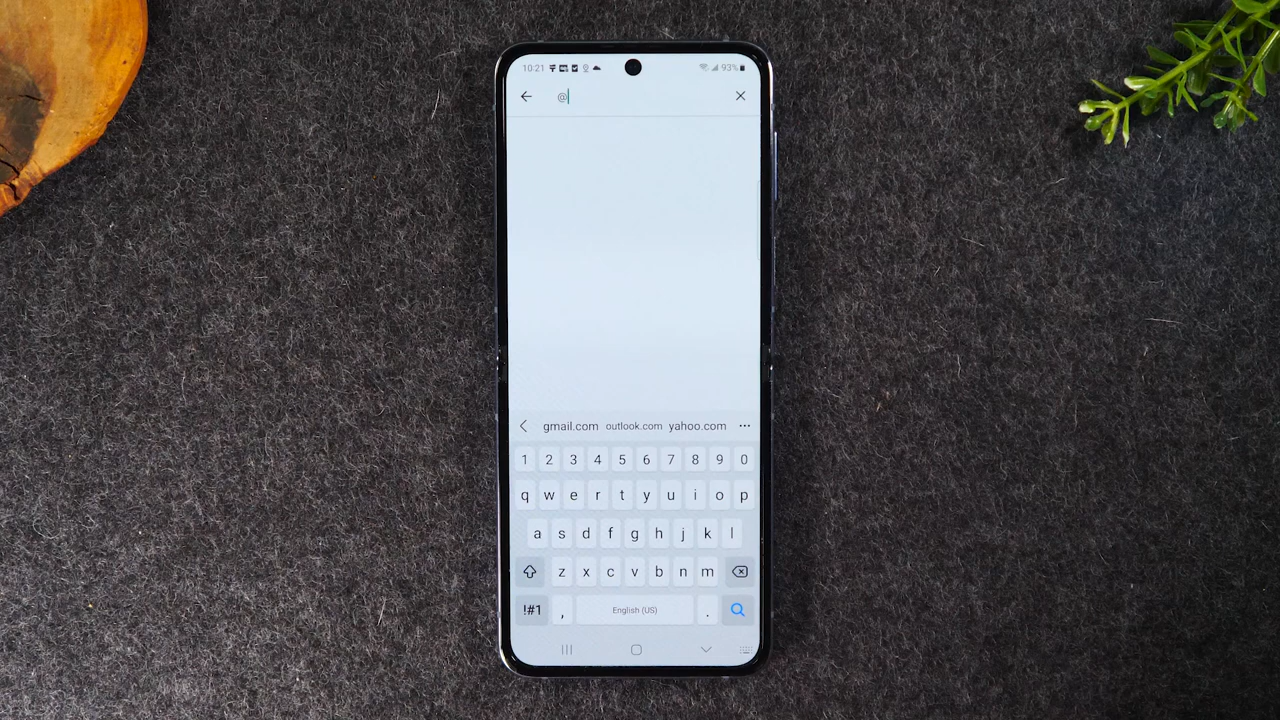 10:21 93%
@
gmail.com outlook.com yahoo.com
1 2 3 4 5 6 7 8 9 0
q w e r t y u i o p
a s d f g h j k l
z x c v b n m
!#1 , English (US) .